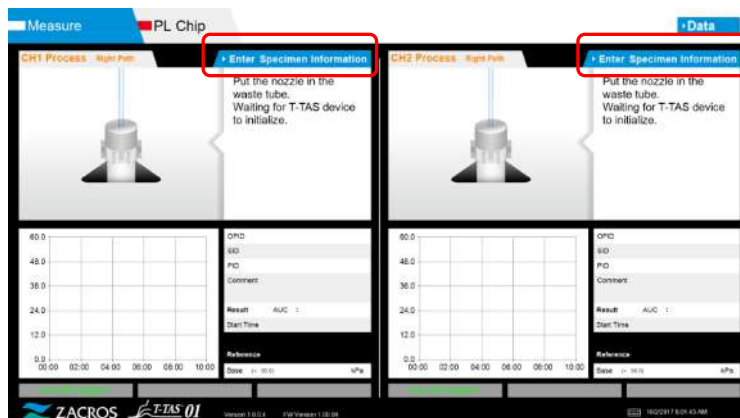 Measure
PL Chip
Data
CH1 Process Right Path
Enter Specimen Information
Put the nozzle in the
waste tube.
Waiting for T-TAS device
to initialize.
60.0
48.0
36.0
24.0
12.0
0.0
00:00 02:00 04:00 06:00 08:00 10:00
OPID
SID
PID
Comment
Result AUC :
Start Time
Reference
Base kPa
CH2 Process Right Path
Enter Specimen Information
Put the nozzle in the
waste tube.
Waiting for T-TAS device
to initialize.
60.0
48.0
36.0
24.0
12.0
0.0
00:00 02:00 04:00 06:00 08:00 10:00
OPID
SID
PID
Comment
Result AUC :
Start Time
Reference
Base kPa
ZACROS T-TAS 01